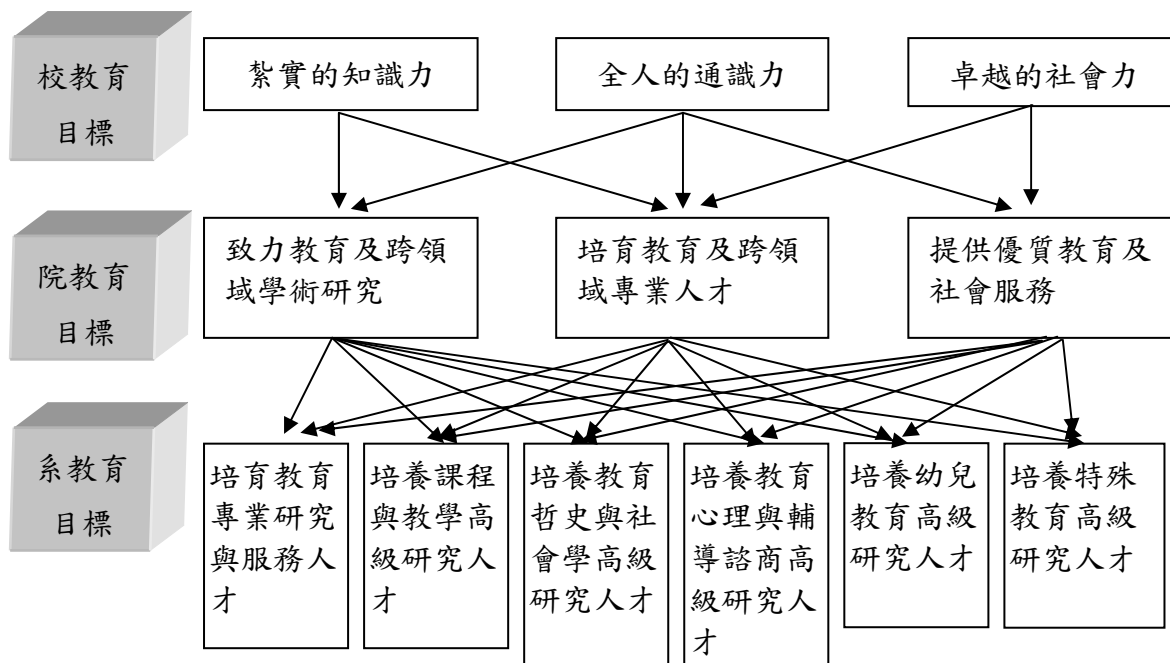 校教育
目標
紮實的知識力
全人的通識力
卓越的社會力
院教育
目標
致力教育及跨領
域學術研究
培育教育及跨領
域專業人才
提供優質教育及
社會服務
系教育
目標
培育教育
專業研究
與服務人
才
培養課程
與教學高
級研究人
才
培養教育
哲史與社
會學高級
研究人才
培養教育
心理與輔
導諮商高
級研究人
才
培養幼兒
教育高級
研究人才
培養特殊
教育高級
研究人才